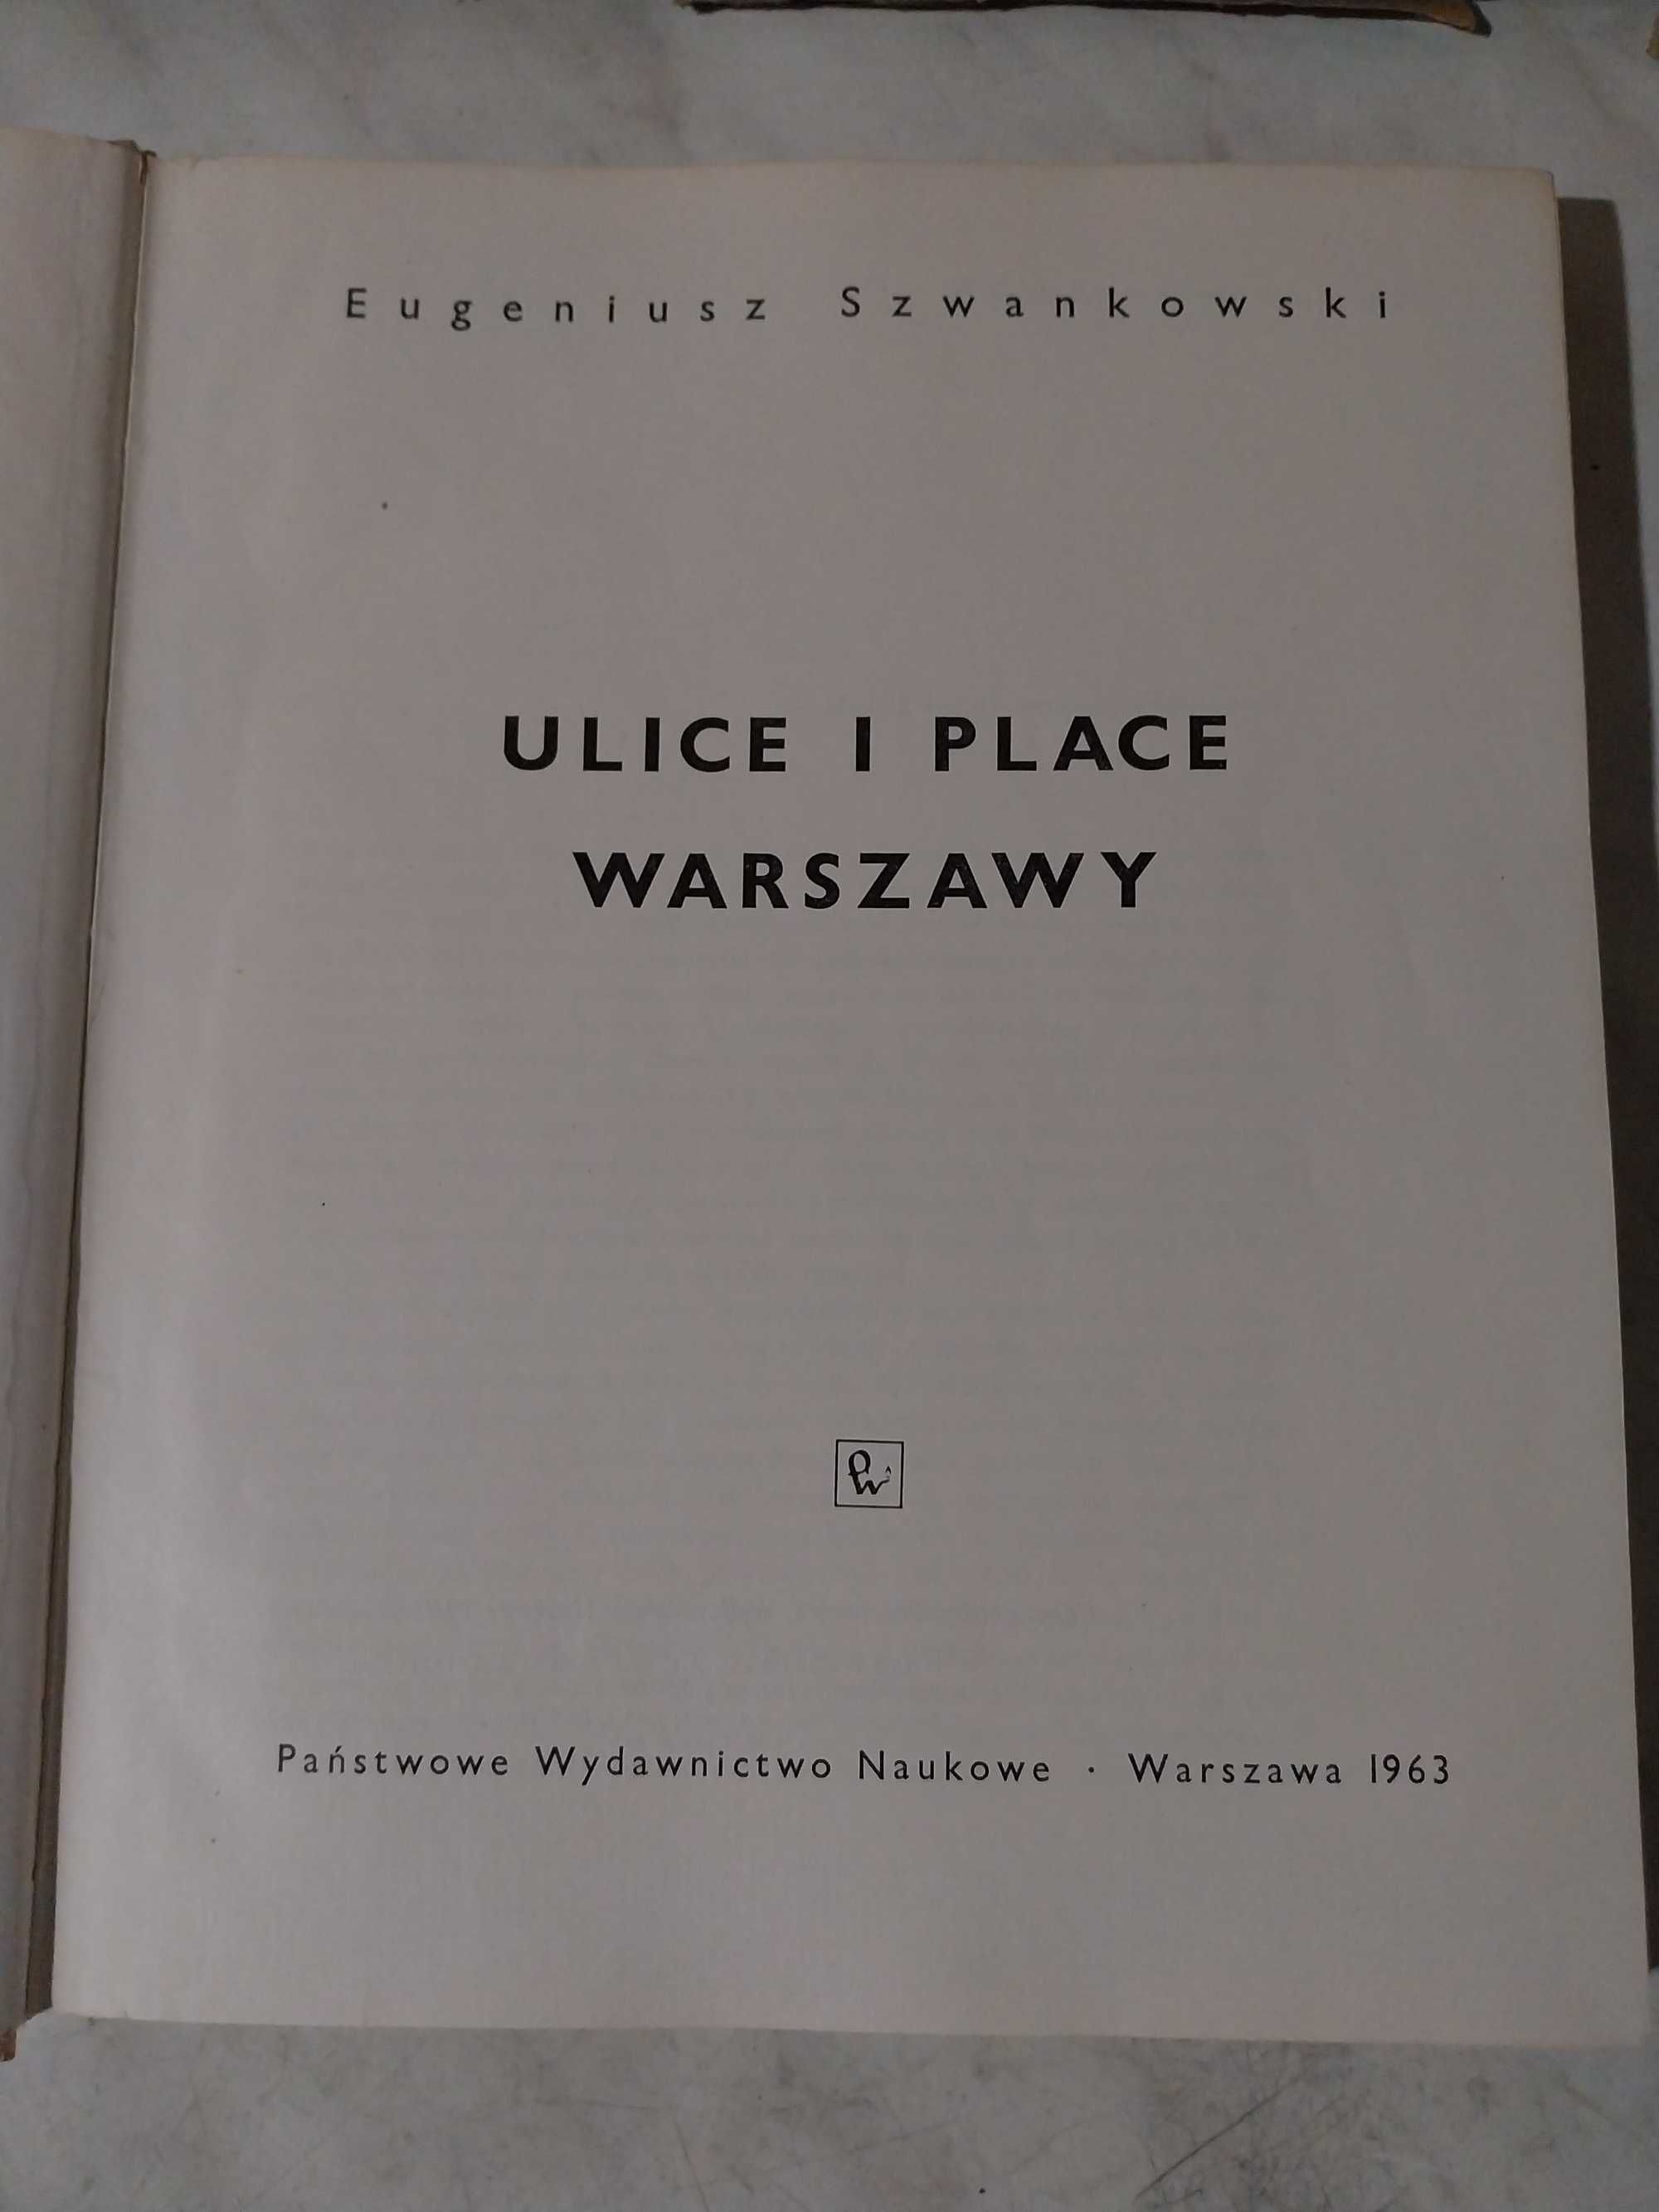 Eugeniusz Szwankowski
ULICE I PLACE
WARSZAWY
Państwowe Wydawnictwo Naukowe · Warszawa 1963